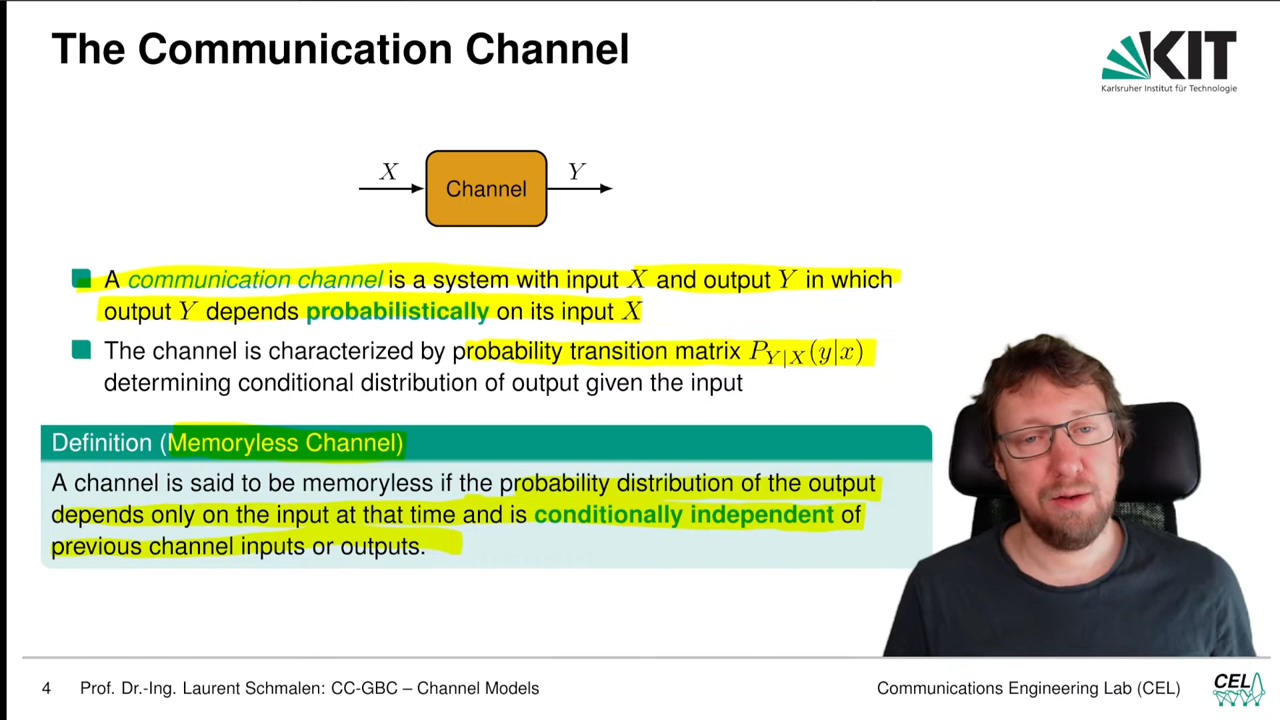 The Communication Channel
KIT
Karlsruher Institut für Technologie
X
Channel
Y
A communication channel is a system with input X and output Y in which
output Y depends probabilistically on its input X
The channel is characterized by probability transition matrix P_{Y|X}(y|x)
determining conditional distribution of output given the input
Definition (Memoryless Channel)
A channel is said to be memoryless if the probability distribution of the output
depends only on the input at that time and is conditionally independent of
previous channel inputs or outputs.
4 Prof. Dr.-Ing. Laurent Schmalen: CC-GBC – Channel Models
Communications Engineering Lab (CEL)
CEL